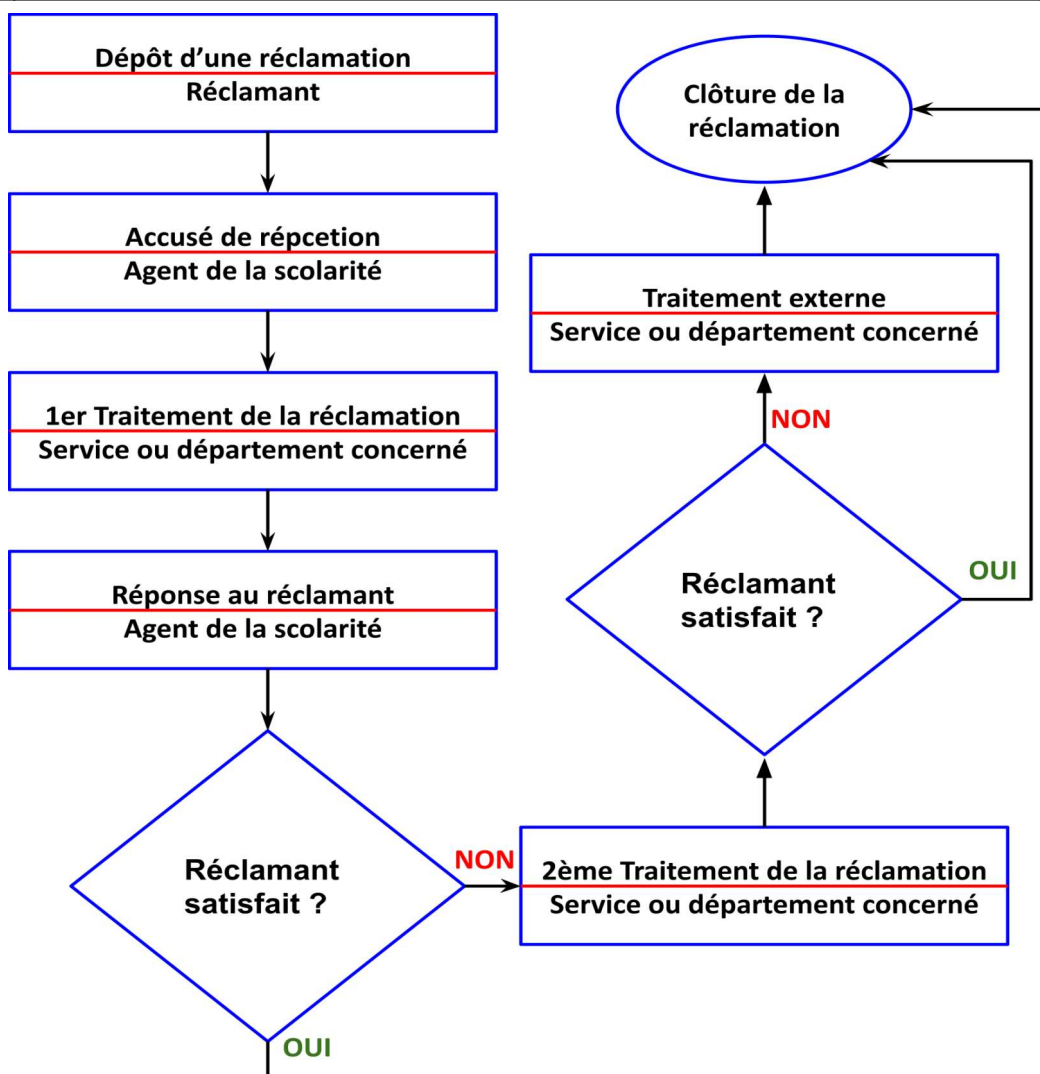 Dépôt d’une réclamation
Réclamant
Accusé de répcetion
Agent de la scolarité
1er Traitement de la réclamation
Service ou département concerné
Réponse au réclamant
Agent de la scolarité
Réclamant
satisfait ?
OUI
NON
2ème Traitement de la réclamation
Service ou département concerné
Réclamant
satisfait ?
OUI
NON
Traitement externe
Service ou département concerné
Clôture de la
réclamation